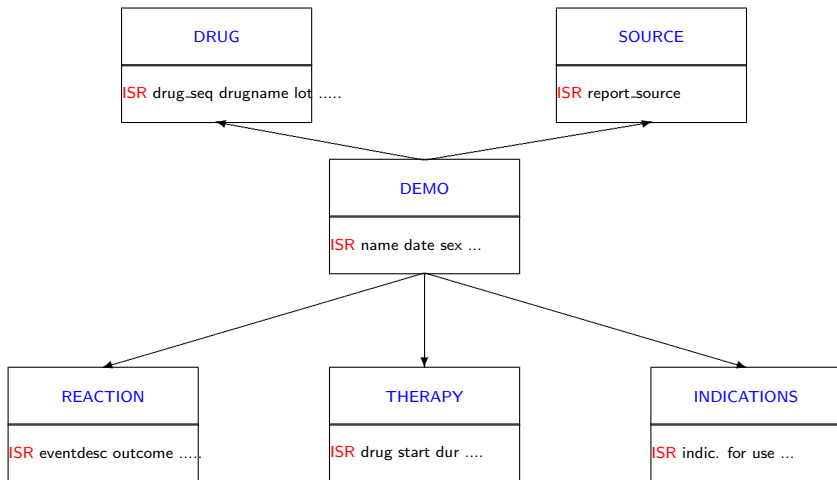 DRUG
ISR drug_seq drugname lot .....
SOURCE
ISR report_source
DEMO
ISR name date sex ...
REACTION
ISR eventdesc outcome .....
THERAPY
ISR drug start dur ....
INDICATIONS
ISR indic. for use ...